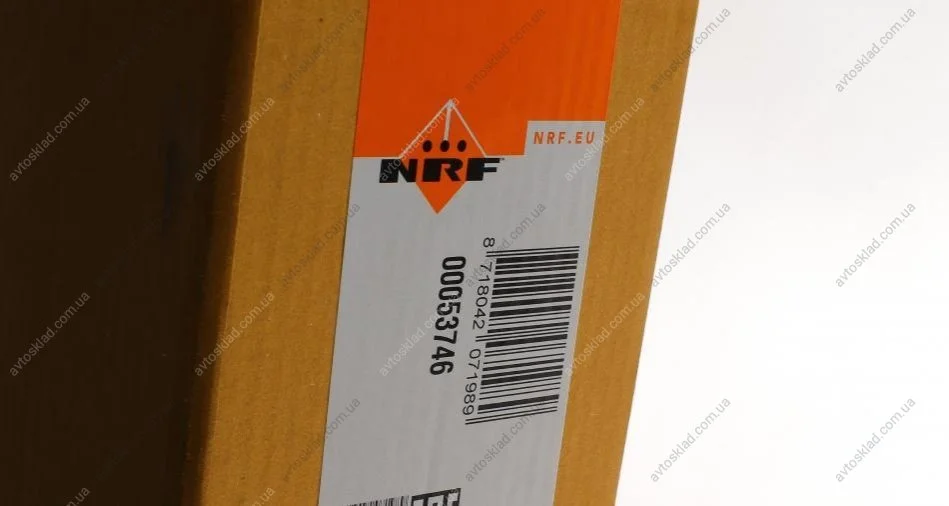 NRF.EU
NRF
00053746
8 718042 071989
avtosklad.com.ua